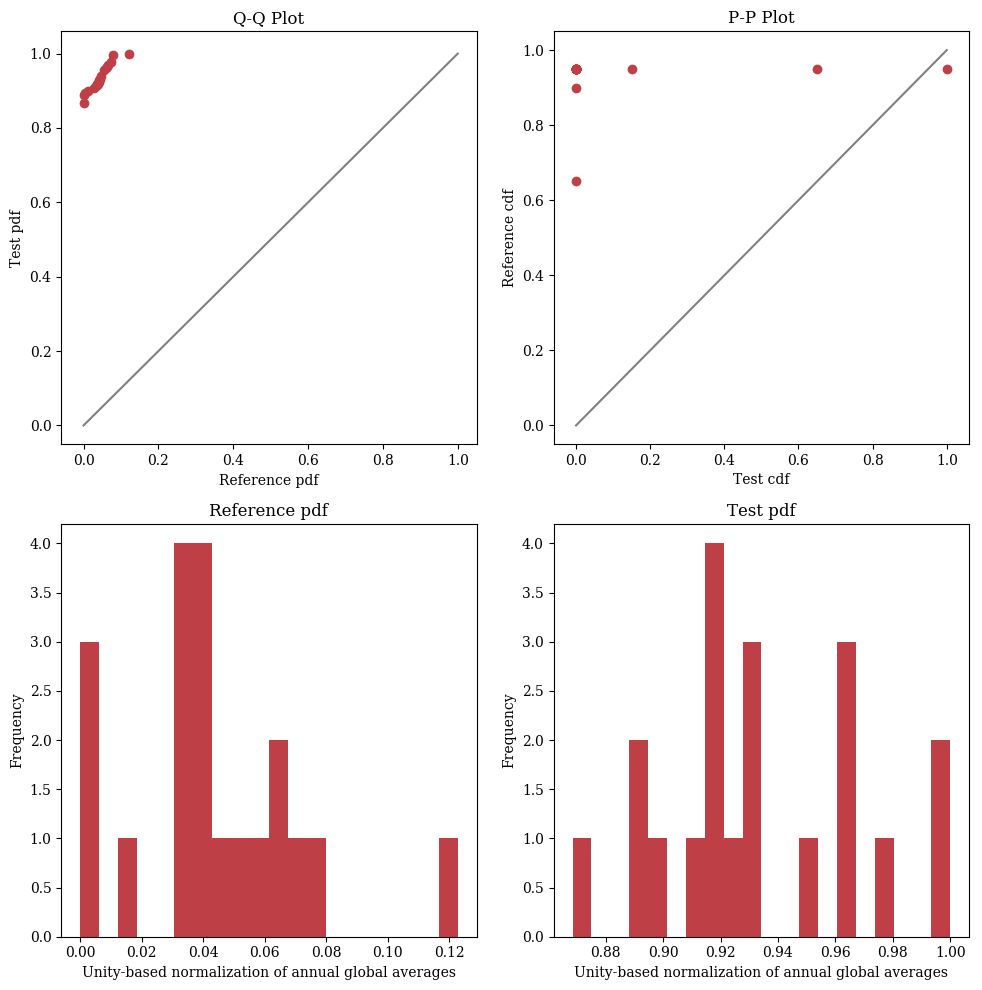 Q-Q Plot
1.0
0.8
0.6
0.4
0.2
0.0
Test pdf
0.0 0.2 0.4 0.6 0.8 1.0
Reference pdf
P-P Plot
1.0
0.8
0.6
0.4
0.2
0.0
Reference cdf
0.0 0.2 0.4 0.6 0.8 1.0
Test cdf
Reference pdf
4.0
3.5
3.0
2.5
2.0
1.5
1.0
0.5
0.0
Frequency
0.00 0.02 0.04 0.06 0.08 0.10 0.12
Unity-based normalization of annual global averages
Test pdf
4.0
3.5
3.0
2.5
2.0
1.5
1.0
0.5
0.0
Frequency
0.88 0.90 0.92 0.94 0.96 0.98 1.00
Unity-based normalization of annual global averages